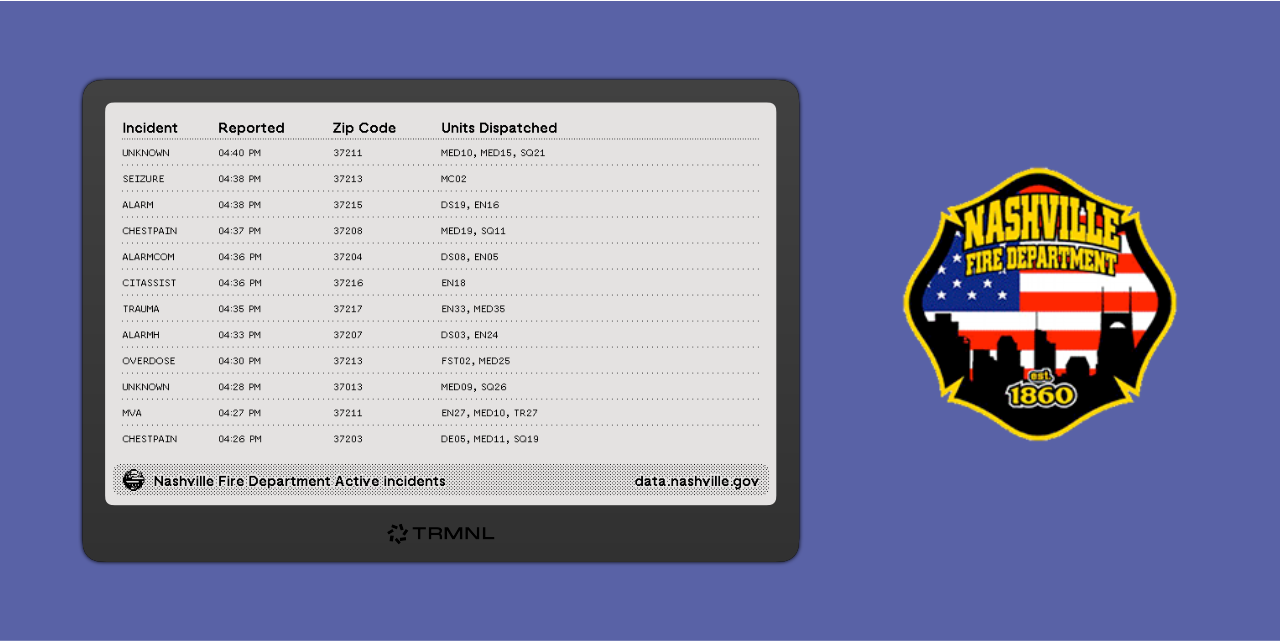 Incident Reported Zip Code Units Dispatched
UNKNOWN 04:40 PM 37211 MED10, MED15, SQ21
SEIZURE 04:38 PM 37213 MC02
ALARM 04:38 PM 37215 DS19, EN16
CHESTPAIN 04:37 PM 37208 MED19, SQ11
ALARMCOM 04:36 PM 37204 DS08, EN05
CITASSIST 04:36 PM 37216 EN18
TRAUMA 04:35 PM 37217 EN33, MED35
ALARMH 04:33 PM 37207 DS03, EN24
OVERDOSE 04:30 PM 37213 FST02, MED25
UNKNOWN 04:28 PM 37013 MED09, SQ26
MVA 04:27 PM 37211 EN27, MED10, TR27
CHESTPAIN 04:26 PM 37203 DE05, MED11, SQ19
Nashville Fire Department Active Incidents data.nashville.gov
TRMNL
NASHVILLE
FIRE DEPARTMENT
est.
1860